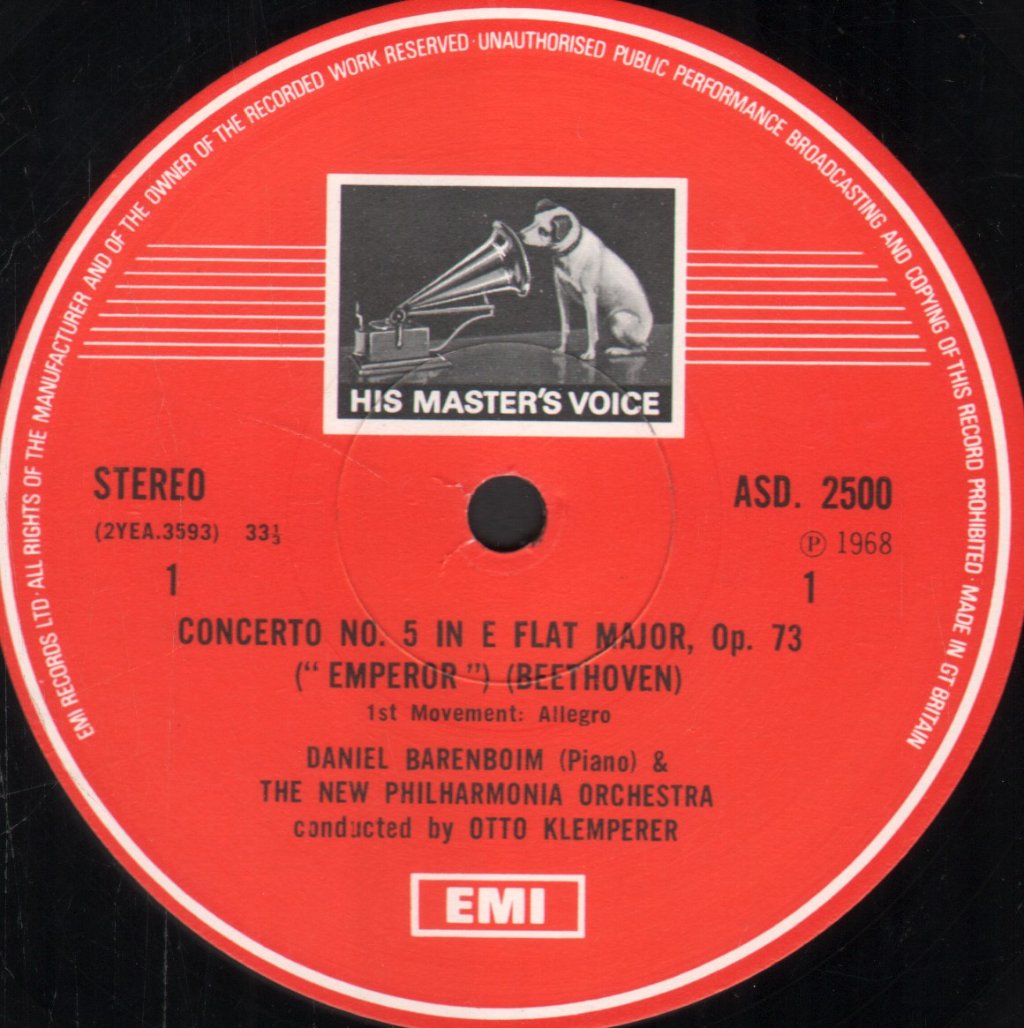 EMI RECORDS LTD · ALL RIGHTS OF THE MANUFACTURER AND OF THE OWNER OF THE RECORDED WORK RESERVED · UNAUTHORISED PUBLIC PERFORMANCE BROADCASTING AND COPYING OF THIS RECORD PROHIBITED · MADE IN GT BRITAIN
HIS MASTER'S VOICE
STEREO
ASD. 2500
(2YEA.3593) 33⅓
℗ 1968
1
1
CONCERTO NO. 5 IN E FLAT MAJOR, Op. 73
("EMPEROR") (BEETHOVEN)
1st Movement: Allegro
DANIEL BARENBOIM (Piano) &
THE NEW PHILHARMONIA ORCHESTRA
conducted by OTTO KLEMPERER
EMI